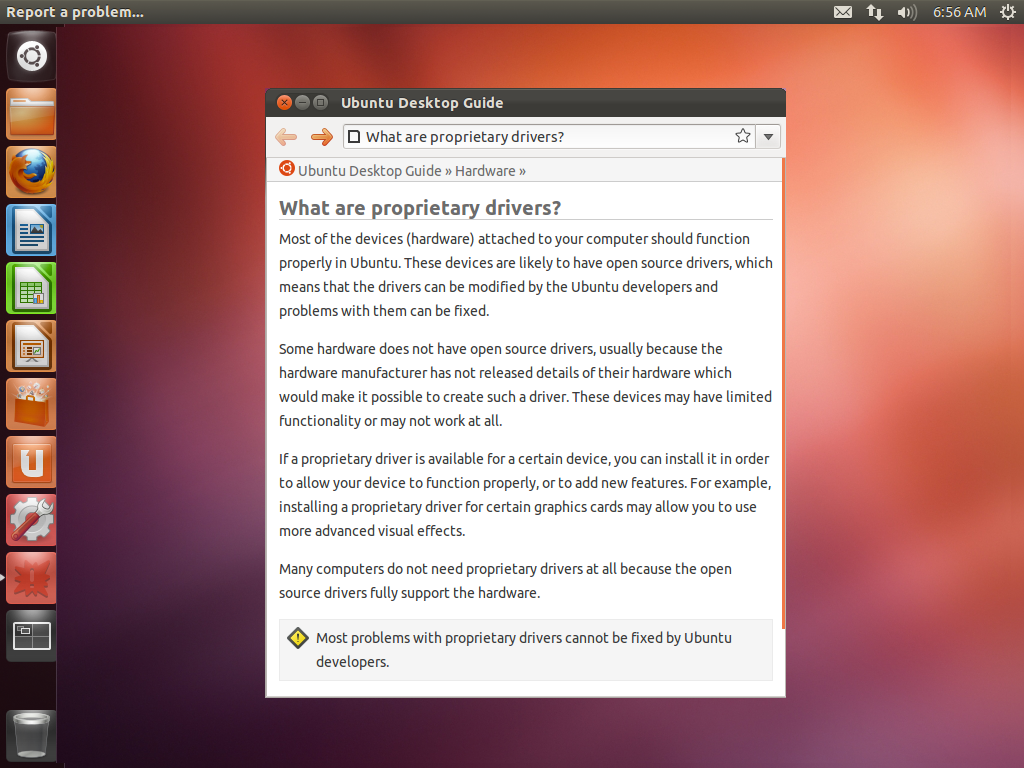 Report a problem...
6:56 AM
Ubuntu Desktop Guide
What are proprietary drivers?
Ubuntu Desktop Guide » Hardware »
What are proprietary drivers?
Most of the devices (hardware) attached to your computer should function
properly in Ubuntu. These devices are likely to have open source drivers, which
means that the drivers can be modified by the Ubuntu developers and
problems with them can be fixed.
Some hardware does not have open source drivers, usually because the
hardware manufacturer has not released details of their hardware which
would make it possible to create such a driver. These devices may have limited
functionality or may not work at all.
If a proprietary driver is available for a certain device, you can install it in order
to allow your device to function properly, or to add new features. For example,
installing a proprietary driver for certain graphics cards may allow you to use
more advanced visual effects.
Many computers do not need proprietary drivers at all because the open
source drivers fully support the hardware.
Most problems with proprietary drivers cannot be fixed by Ubuntu
developers.